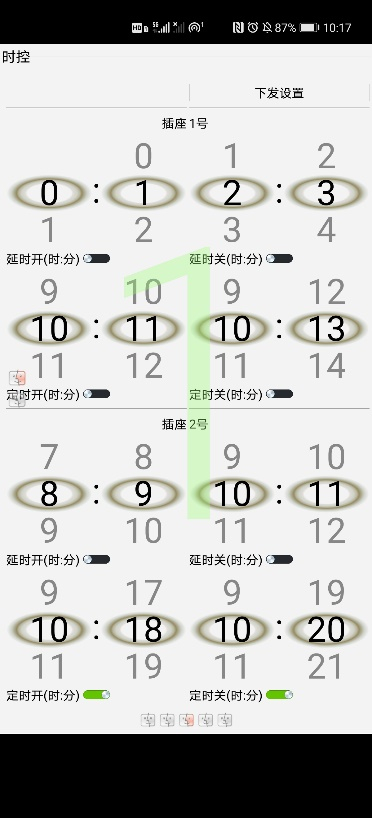 HD 5G 1 87% 10:17
时控
下发设置
插座1号
0 1 2
0 : 1 2 : 3
1 2 3 4
延时开(时:分) 延时关(时:分)
9 10 9 12
10 : 11 10 : 13
11 12 11 14
定时开(时:分) 定时关(时:分)
1
插座2号
7 8 9 10
8 : 9 10 : 11
9 10 11 12
延时开(时:分) 延时关(时:分)
9 17 9 19
10 : 18 10 : 20
11 19 11 21
定时开(时:分) 定时关(时:分)